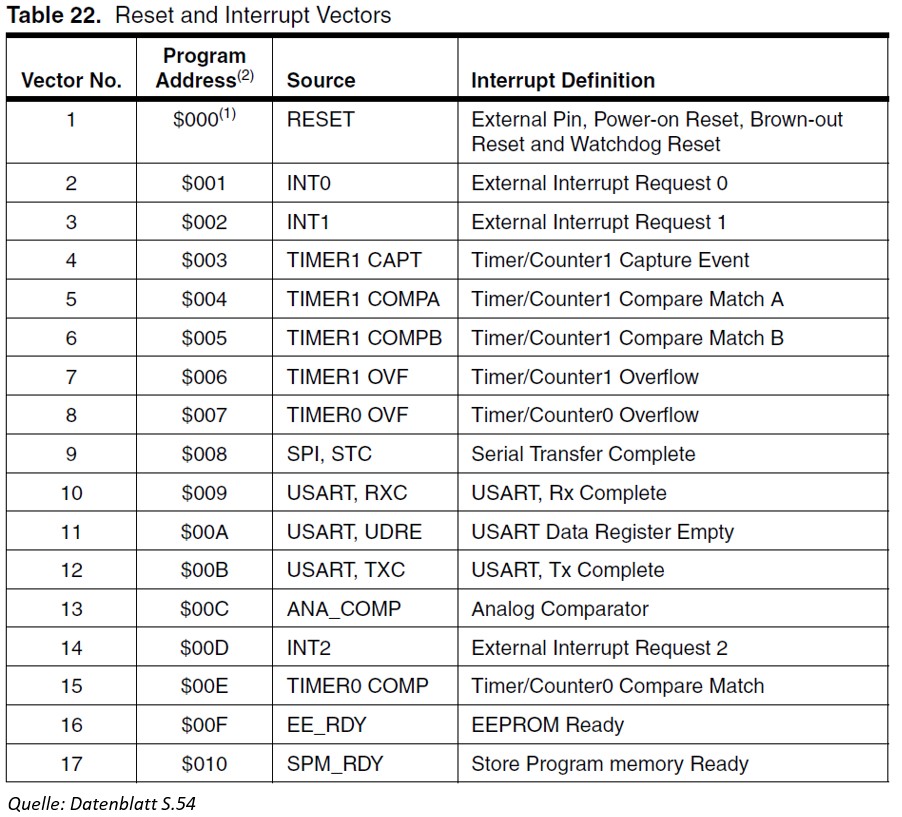 Table 22. Reset and Interrupt Vectors
Vector No. Program Address(2) Source Interrupt Definition
1 $000(1) RESET External Pin, Power-on Reset, Brown-out
Reset and Watchdog Reset
2 $001 INT0 External Interrupt Request 0
3 $002 INT1 External Interrupt Request 1
4 $003 TIMER1 CAPT Timer/Counter1 Capture Event
5 $004 TIMER1 COMPA Timer/Counter1 Compare Match A
6 $005 TIMER1 COMPB Timer/Counter1 Compare Match B
7 $006 TIMER1 OVF Timer/Counter1 Overflow
8 $007 TIMER0 OVF Timer/Counter0 Overflow
9 $008 SPI, STC Serial Transfer Complete
10 $009 USART, RXC USART, Rx Complete
11 $00A USART, UDRE USART Data Register Empty
12 $00B USART, TXC USART, Tx Complete
13 $00C ANA_COMP Analog Comparator
14 $00D INT2 External Interrupt Request 2
15 $00E TIMER0 COMP Timer/Counter0 Compare Match
16 $00F EE_RDY EEPROM Ready
17 $010 SPM_RDY Store Program memory Ready
Quelle: Datenblatt S.54